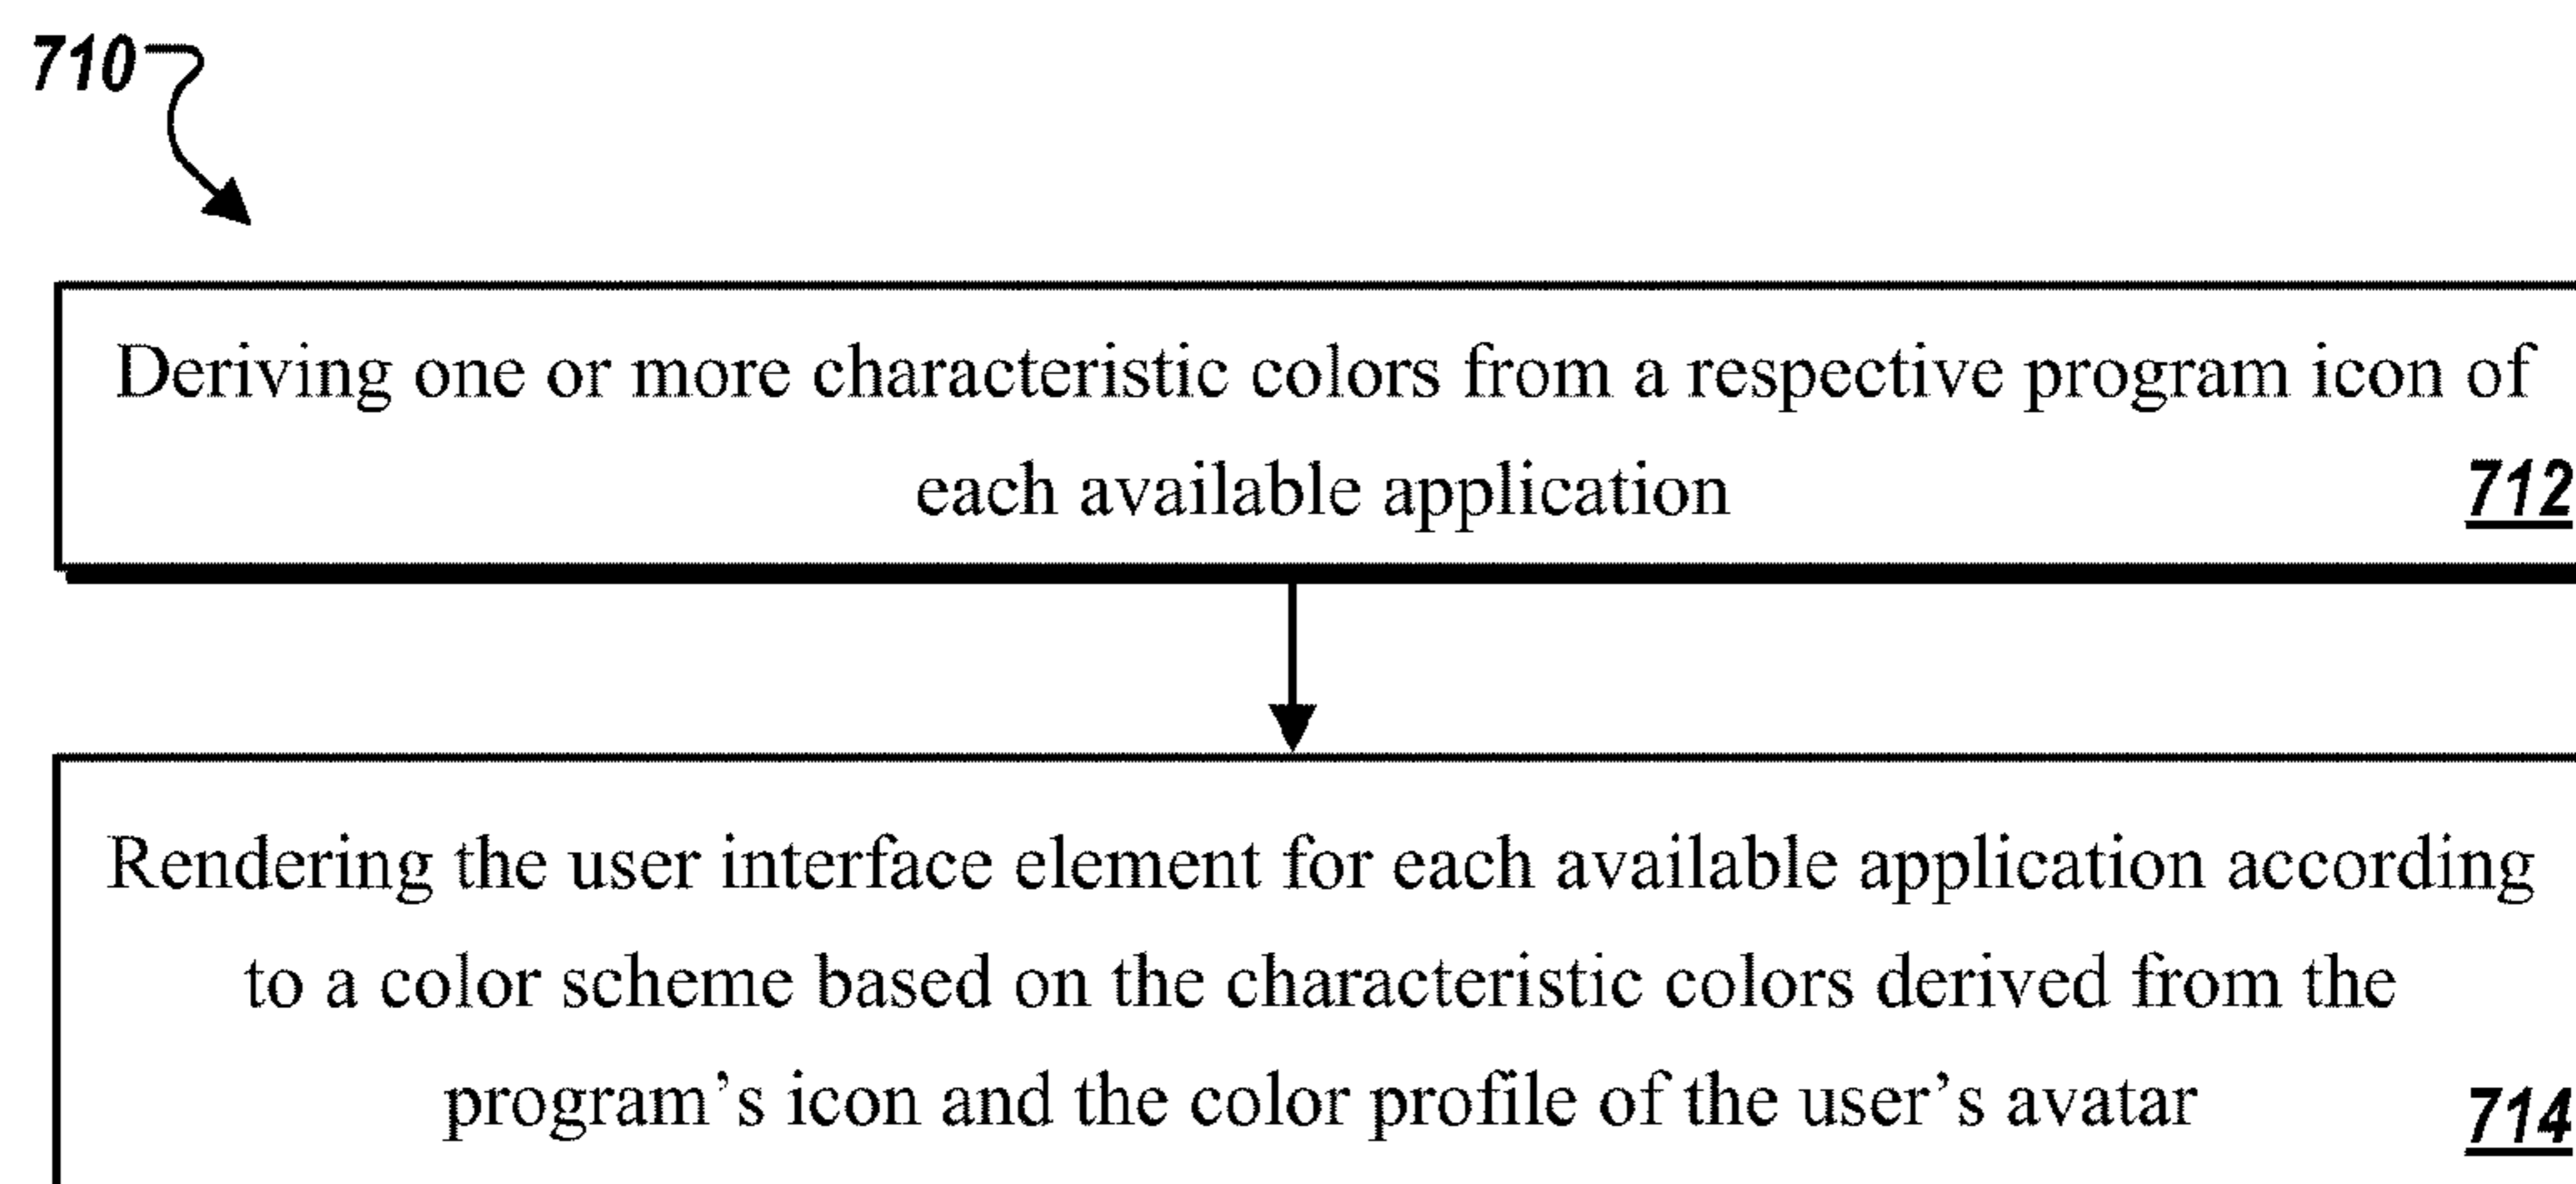 710
Deriving one or more characteristic colors from a respective program icon of
each available application
712
Rendering the user interface element for each available application according
to a color scheme based on the characteristic colors derived from the
program’s icon and the color profile of the user’s avatar
714